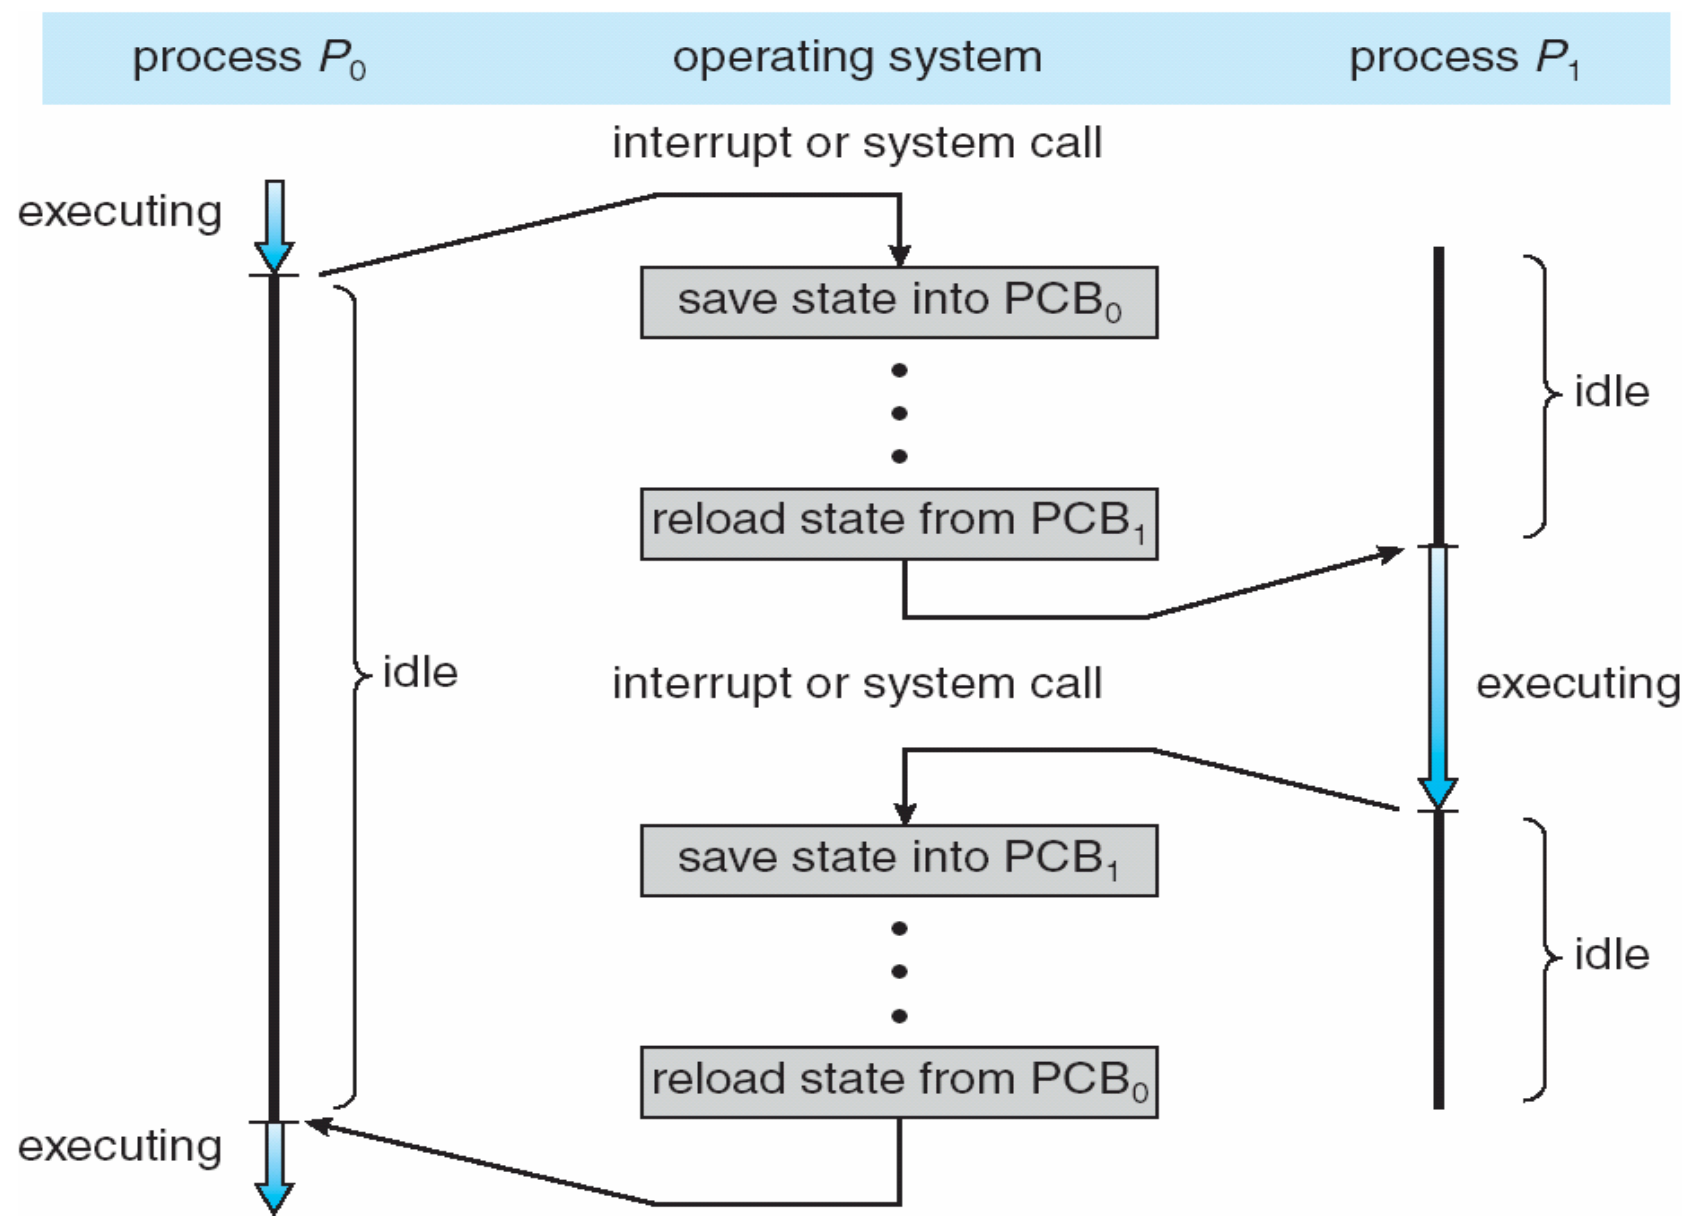 process P₀ operating system process P₁
interrupt or system call
executing
save state into PCB₀
idle
reload state from PCB₁
idle
interrupt or system call
executing
save state into PCB₁
idle
reload state from PCB₀
executing